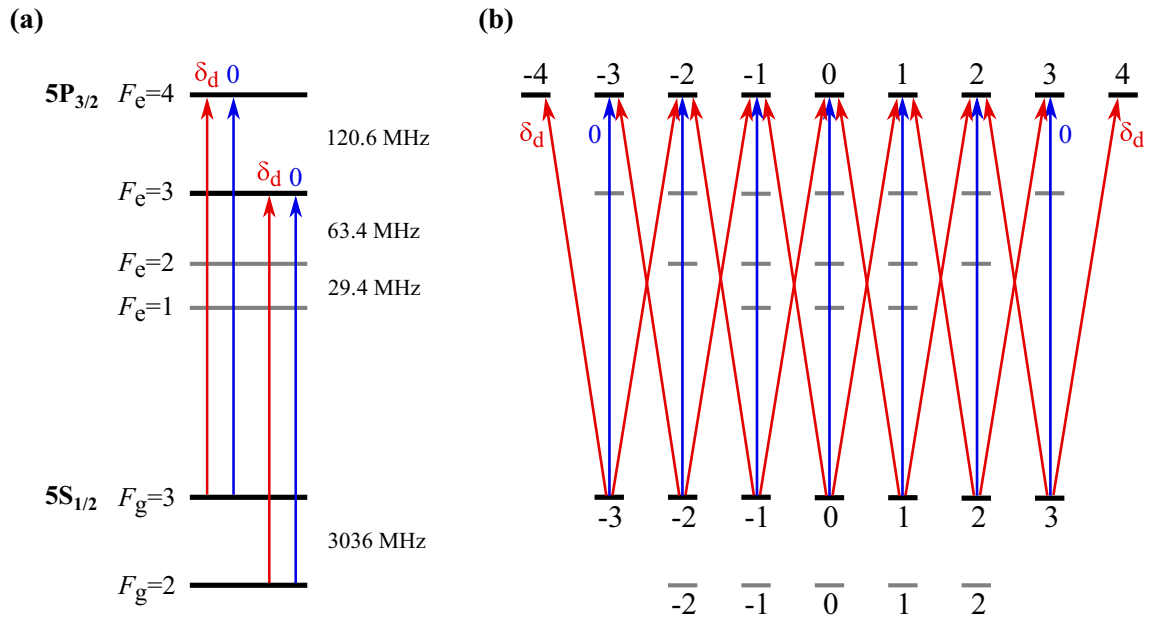 (a)
δd 0
5P3/2 Fe=4
120.6 MHz
δd 0
Fe=3
63.4 MHz
Fe=2
29.4 MHz
Fe=1
5S1/2 Fg=3
3036 MHz
Fg=2
(b)
-4 -3 -2 -1 0 1 2 3 4
δd 0 0 δd
-3 -2 -1 0 1 2 3
-2 -1 0 1 2